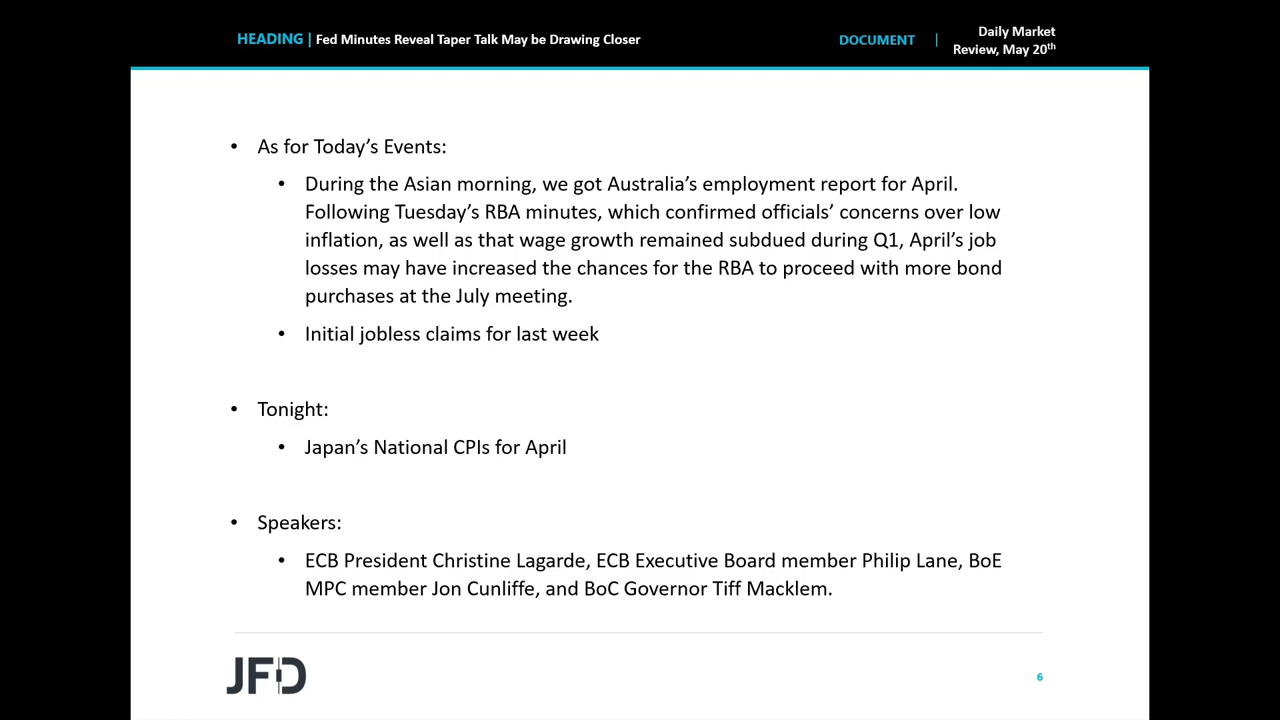 HEADING | Fed Minutes Reveal Taper Talk May be Drawing Closer
DOCUMENT | Daily Market
Review, May 20th
• As for Today’s Events:
• During the Asian morning, we got Australia’s employment report for April.
Following Tuesday’s RBA minutes, which confirmed officials’ concerns over low
inflation, as well as that wage growth remained subdued during Q1, April’s job
losses may have increased the chances for the RBA to proceed with more bond
purchases at the July meeting.
• Initial jobless claims for last week
• Tonight:
• Japan’s National CPIs for April
• Speakers:
• ECB President Christine Lagarde, ECB Executive Board member Philip Lane, BoE
MPC member Jon Cunliffe, and BoC Governor Tiff Macklem.
JFD
6